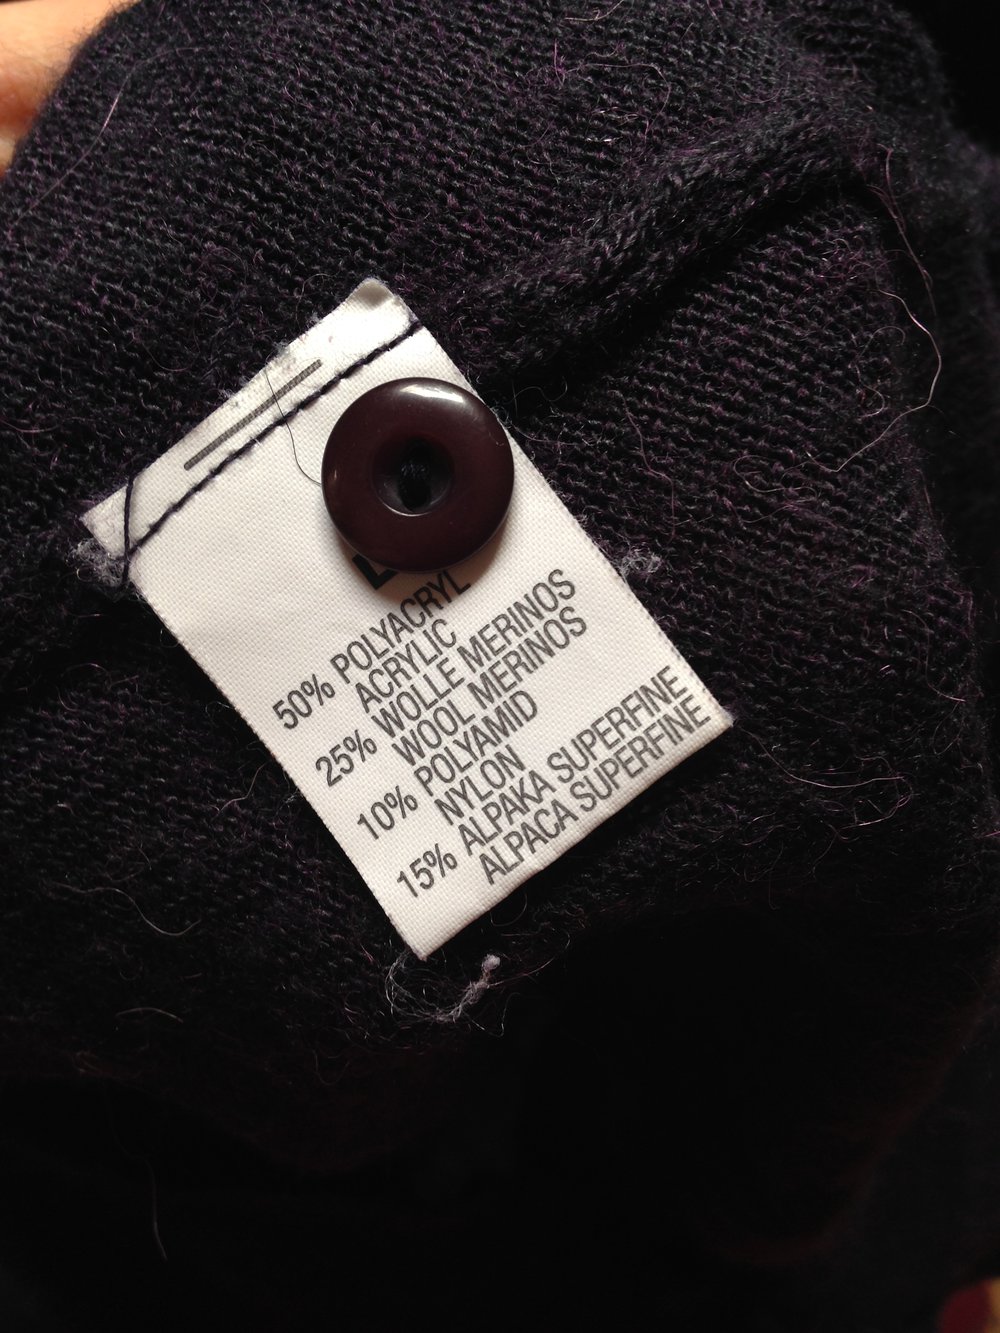 50% POLYACRYL
ACRYLIC
25% WOLLE MERINOS
WOOL MERINOS
10% POLYAMID
NYLON
15% ALPAKA SUPERFINE
ALPACA SUPERFINE